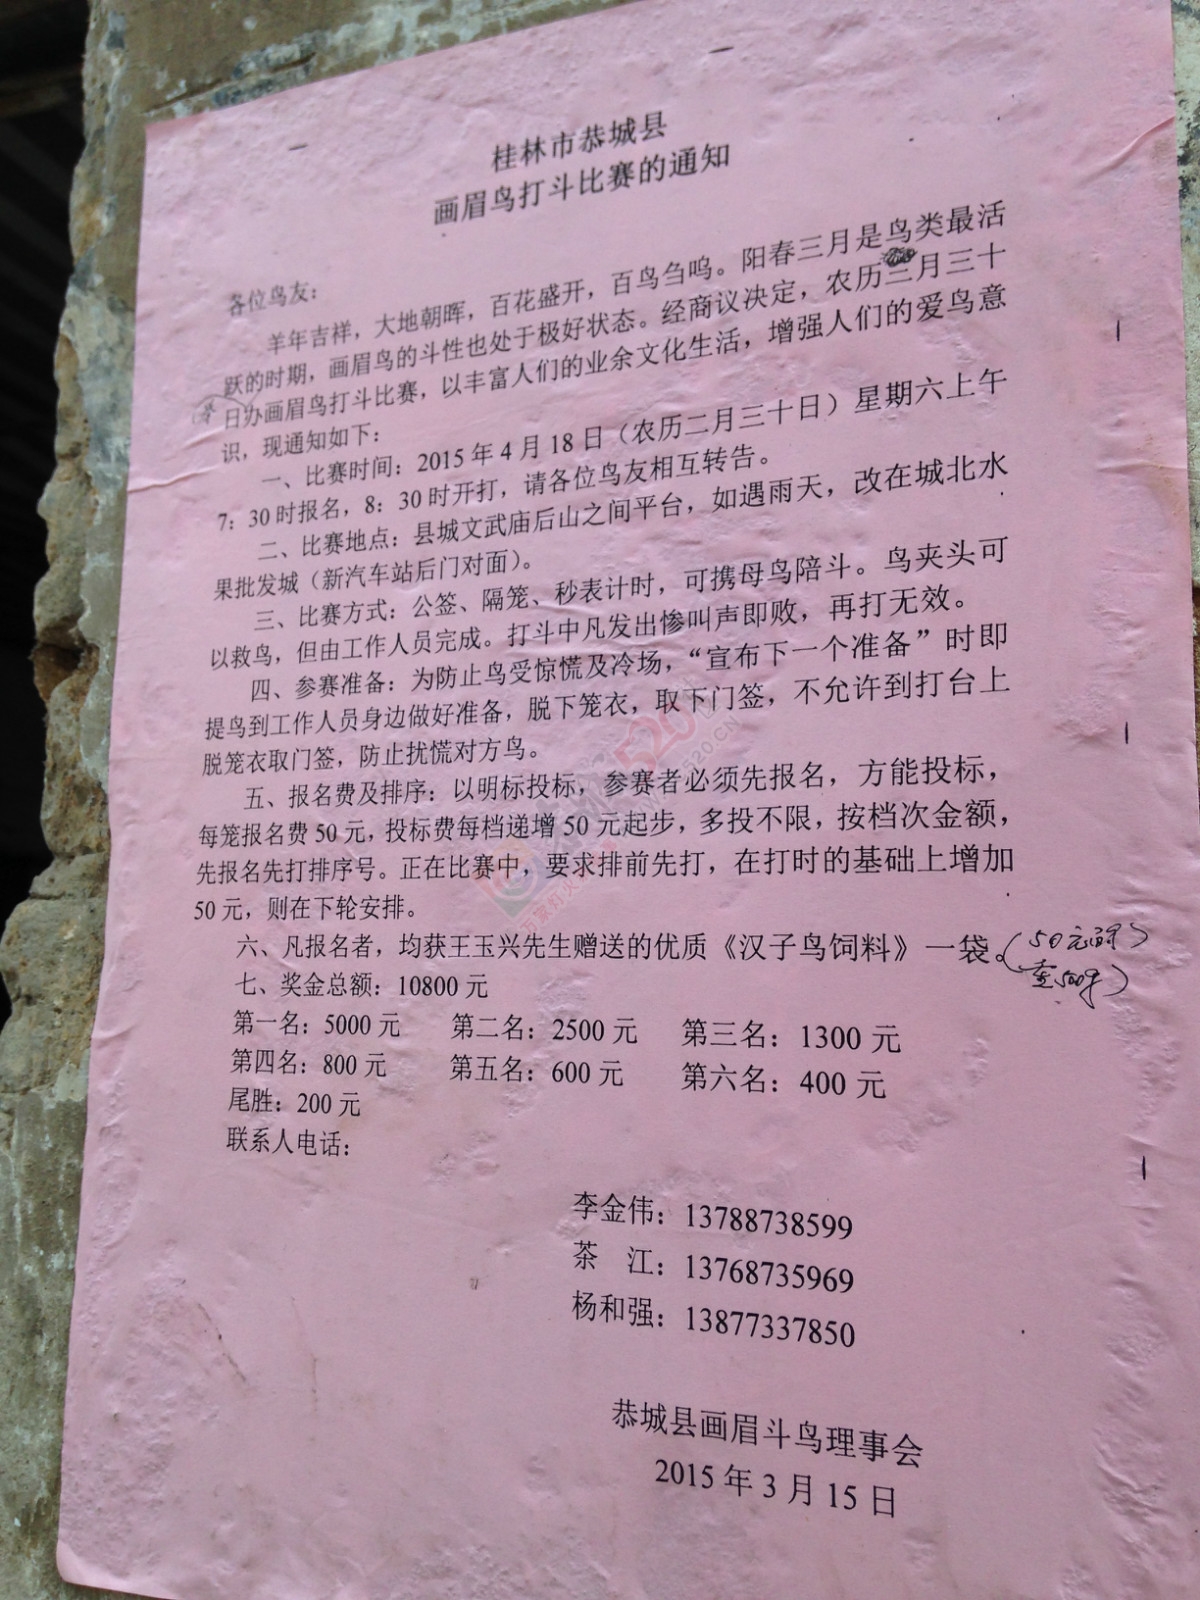 桂林市恭城县
画眉鸟打斗比赛的通知
各位鸟友：
羊年吉祥，大地朝晖，百花盛开，百鸟刍鸣。阳春三月是鸟类最活
跃的时期，画眉鸟的斗性也处于极好状态。经商议决定，农历二月三十
日办画眉鸟打斗比赛，以丰富人们的业余文化生活，增强人们的爱鸟意
识，现通知如下：
一、比赛时间：2015年4月18日（农历二月三十日）星期六上午
7：30时报名，8：30时开打，请各位鸟友相互转告。
二、比赛地点：县城文武庙后山之间平台，如遇雨天，改在城北水
果批发城（新汽车站后门对面）。
三、比赛方式：公签、隔笼、秒表计时，可携母鸟陪斗。鸟夹头可
以救鸟，但由工作人员完成。打斗中凡发出惨叫声即败，再打无效。
四、参赛准备：为防止鸟受惊慌及冷场，“宣布下一个准备”时即
提鸟到工作人员身边做好准备，脱下笼衣，取下门签，不允许到打台上
脱笼衣取门签，防止扰慌对方鸟。
五、报名费及排序：以明标投标，参赛者必须先报名，方能投标，
每笼报名费50元，投标费每档递增50元起步，多投不限，按档次金额，
先报名先打排序号。正在比赛中，要求排前先打，在打时的基础上增加
50元，则在下轮安排。
六、凡报名者，均获王玉兴先生赠送的优质《汉子鸟饲料》一袋。（50元
七、奖金总额：10800元
第一名：5000元 第二名：2500元 第三名：1300元
第四名：800元 第五名：600元 第六名：400元
尾胜：200元
联系人电话：
李金伟：13788738599
茶 江：13768735969
杨和强：13877337850
恭城县画眉斗鸟理事会
2015年3月15日